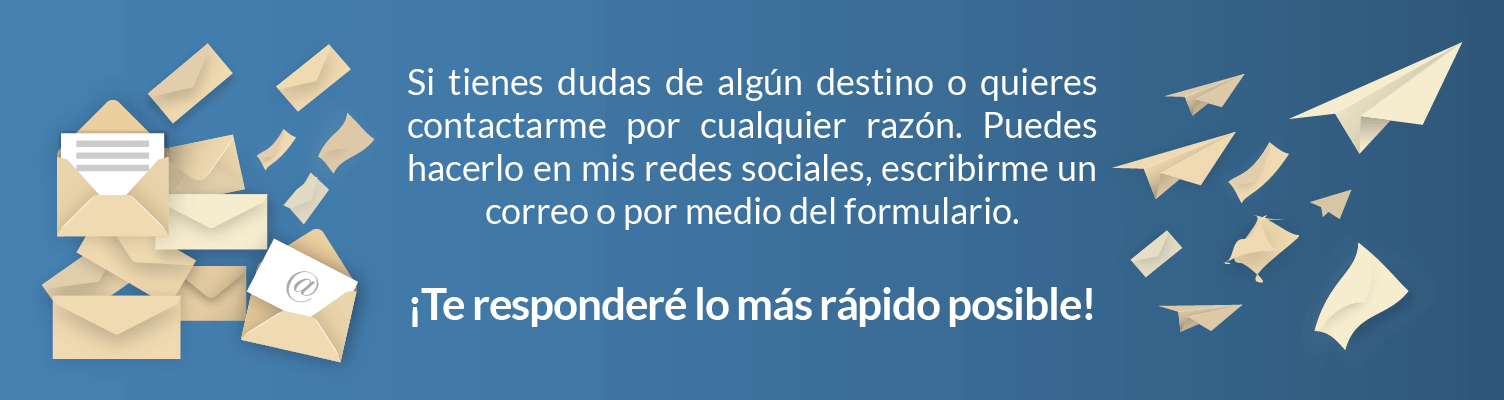 Si tienes dudas de algún destino o quieres
contactarme por cualquier razón. Puedes
hacerlo en mis redes sociales, escribirme un
correo o por medio del formulario.
¡Te responderé lo más rápido posible!
@